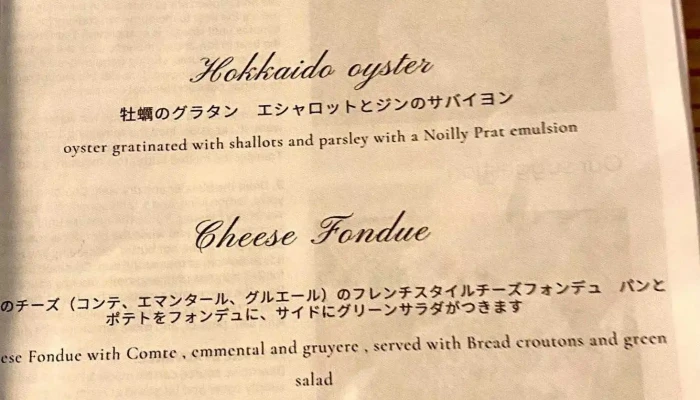 Hokkaido oyster
牡蠣のグラタン　エシャロットとジンのサバイヨン
oyster gratinated with shallots and parsley with a Noilly Prat emulsion
Cheese Fondue
のチーズ（コンテ、エマンタール、グルエール）のフレンチスタイルチーズフォンデュ　パンと
ポテトをフォンデュに、サイドにグリーンサラダがつきます
ese Fondue with Comte , emmental and gruyere , served with Bread croutons and green
salad